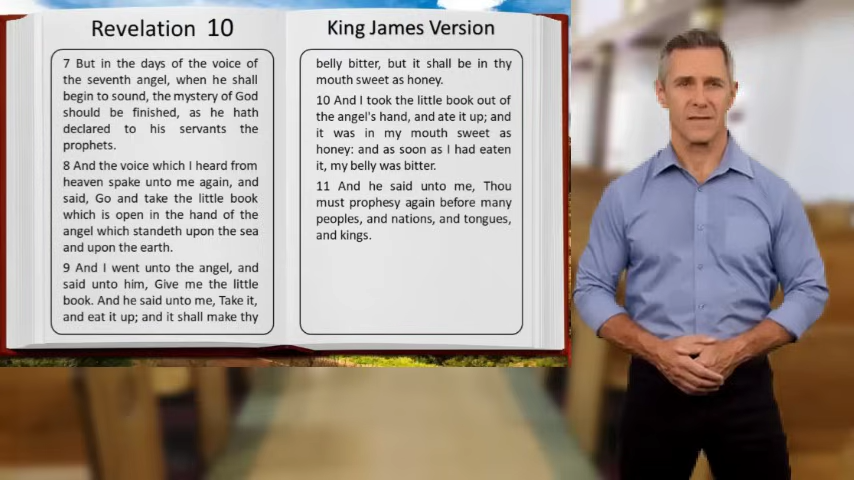 Revelation 10
7 But in the days of the voice of
the seventh angel, when he shall
begin to sound, the mystery of God
should be finished, as he hath
declared to his servants the
prophets.
8 And the voice which I heard from
heaven spake unto me again, and
said, Go and take the little book
which is open in the hand of the
angel which standeth upon the sea
and upon the earth.
9 And I went unto the angel, and
said unto him, Give me the little
book. And he said unto me, Take it,
and eat it up; and it shall make thy
King James Version
belly bitter, but it shall be in thy
mouth sweet as honey.
10 And I took the little book out of
the angel's hand, and ate it up; and
it was in my mouth sweet as
honey: and as soon as I had eaten
it, my belly was bitter.
11 And he said unto me, Thou
must prophesy again before many
peoples, and nations, and tongues,
and kings.